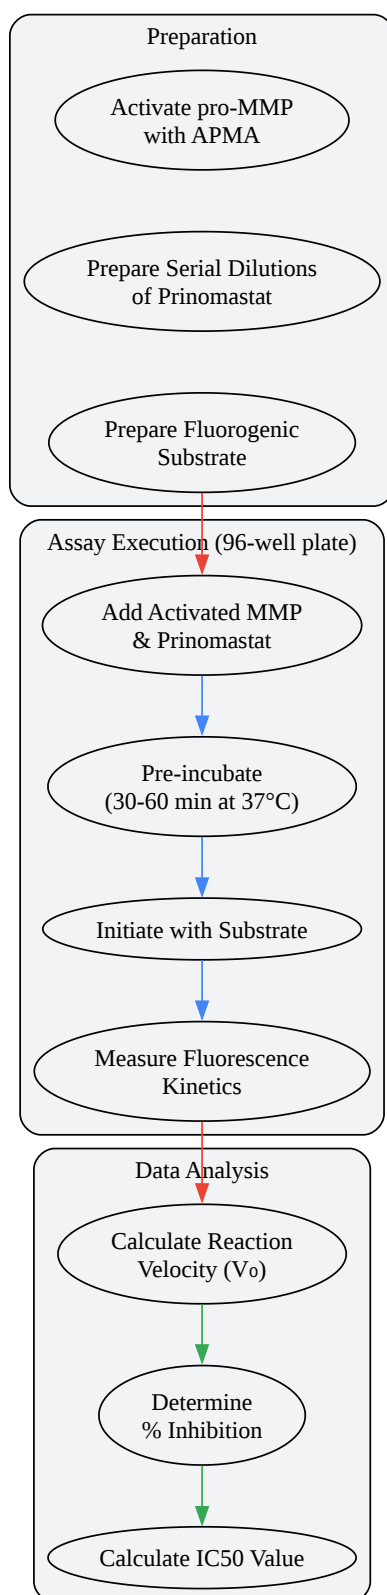 Preparation
Activate pro-MMP
with APMA
Prepare Serial Dilutions
of Prinomastat
Prepare Fluorogenic
Substrate
Assay Execution (96-well plate)
Add Activated MMP
& Prinomastat
Pre-incubate
(30-60 min at 37°C)
Initiate with Substrate
Measure Fluorescence
Kinetics
Data Analysis
Calculate Reaction
Velocity (V₀)
Determine
% Inhibition
Calculate IC50 Value